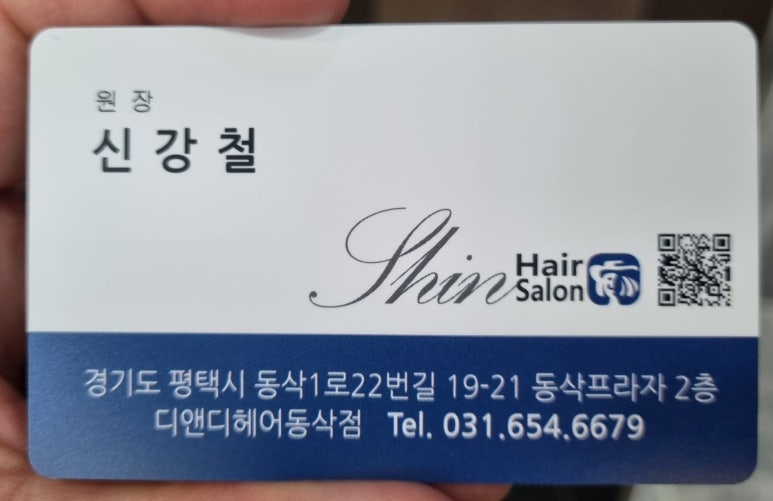 원 장
신 강 철
Shin Hair Salon
경기도 평택시 동삭1로22번길 19-21 동삭프라자 2층
디앤디헤어동삭점 Tel. 031.654.6679